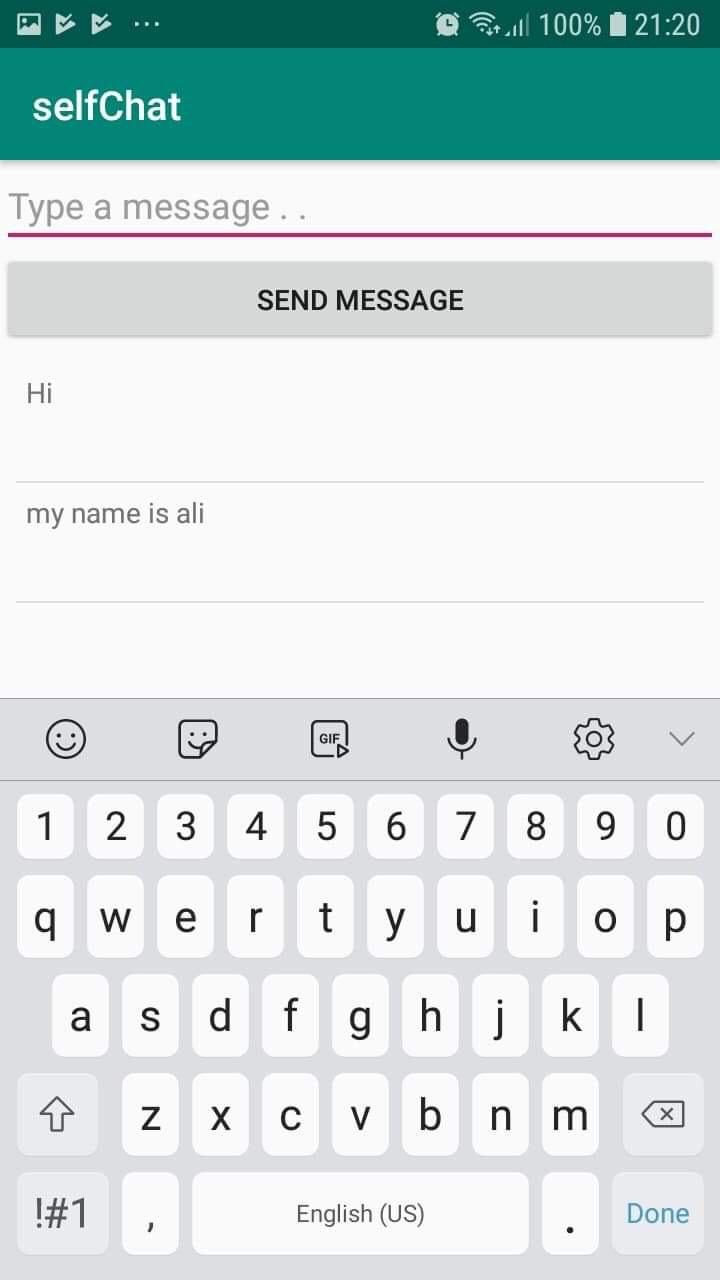 100% 21:20
selfChat
Type a message . .
SEND MESSAGE
Hi
my name is ali
GIF
1 2 3 4 5 6 7 8 9 0
q w e r t y u i o p
a s d f g h j k l
z x c v b n m
!#1 , English (US) . Done